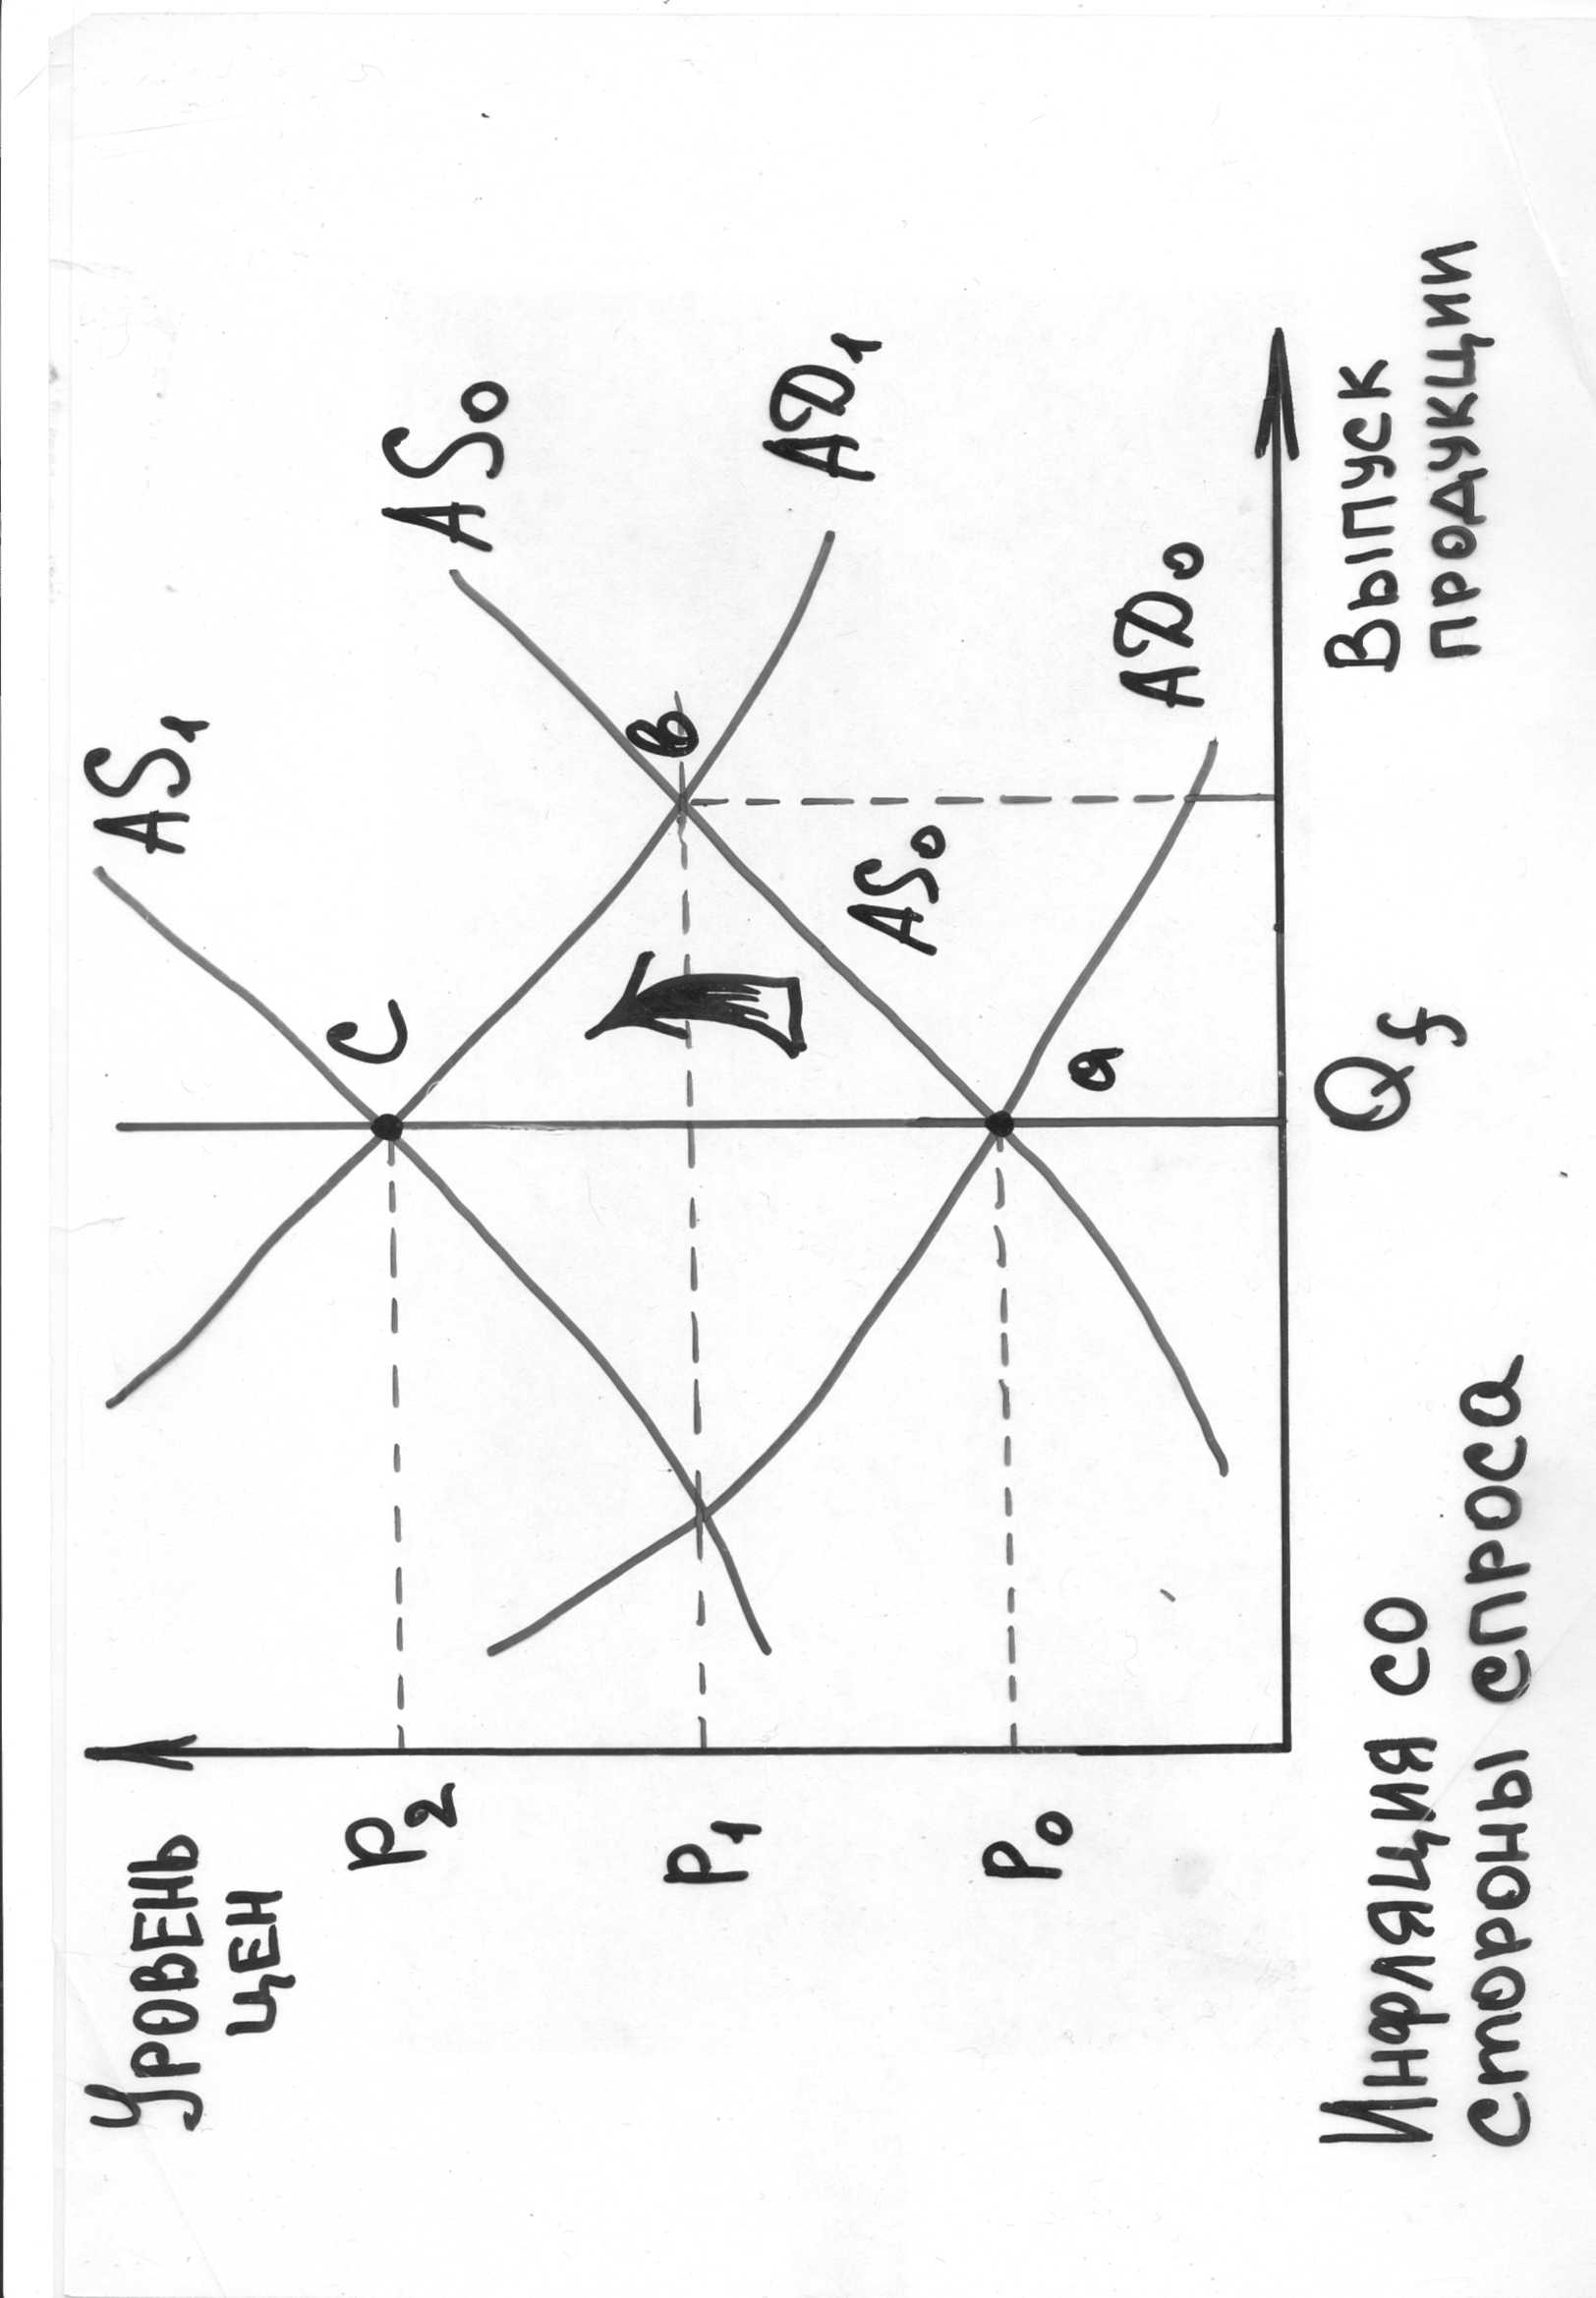 Уровень
цен
AS₁
AS₀
C
P₂
B
AD₁
P₁
AS₀
a
P₀
AD₀
Qf
Выпуск
продукции
Инфляция со
стороны спроса